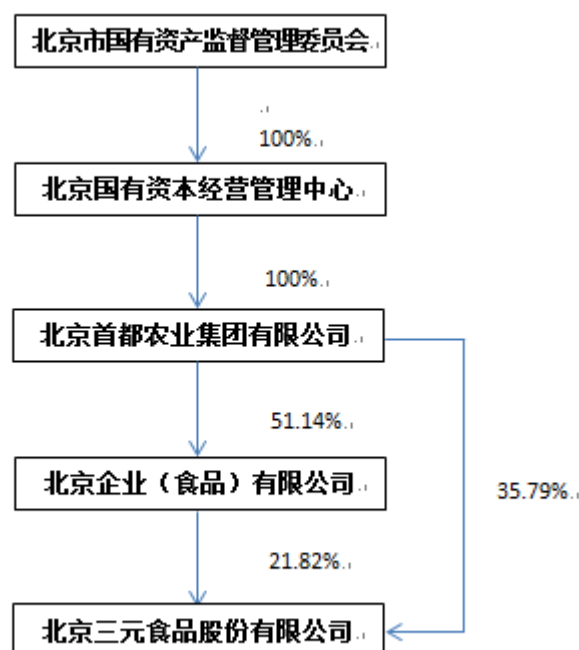 北京市国有资产监督管理委员会
100%
北京国有资本经营管理中心
100%
北京首都农业集团有限公司
51.14%
北京企业（食品）有限公司
35.79%
21.82%
北京三元食品股份有限公司